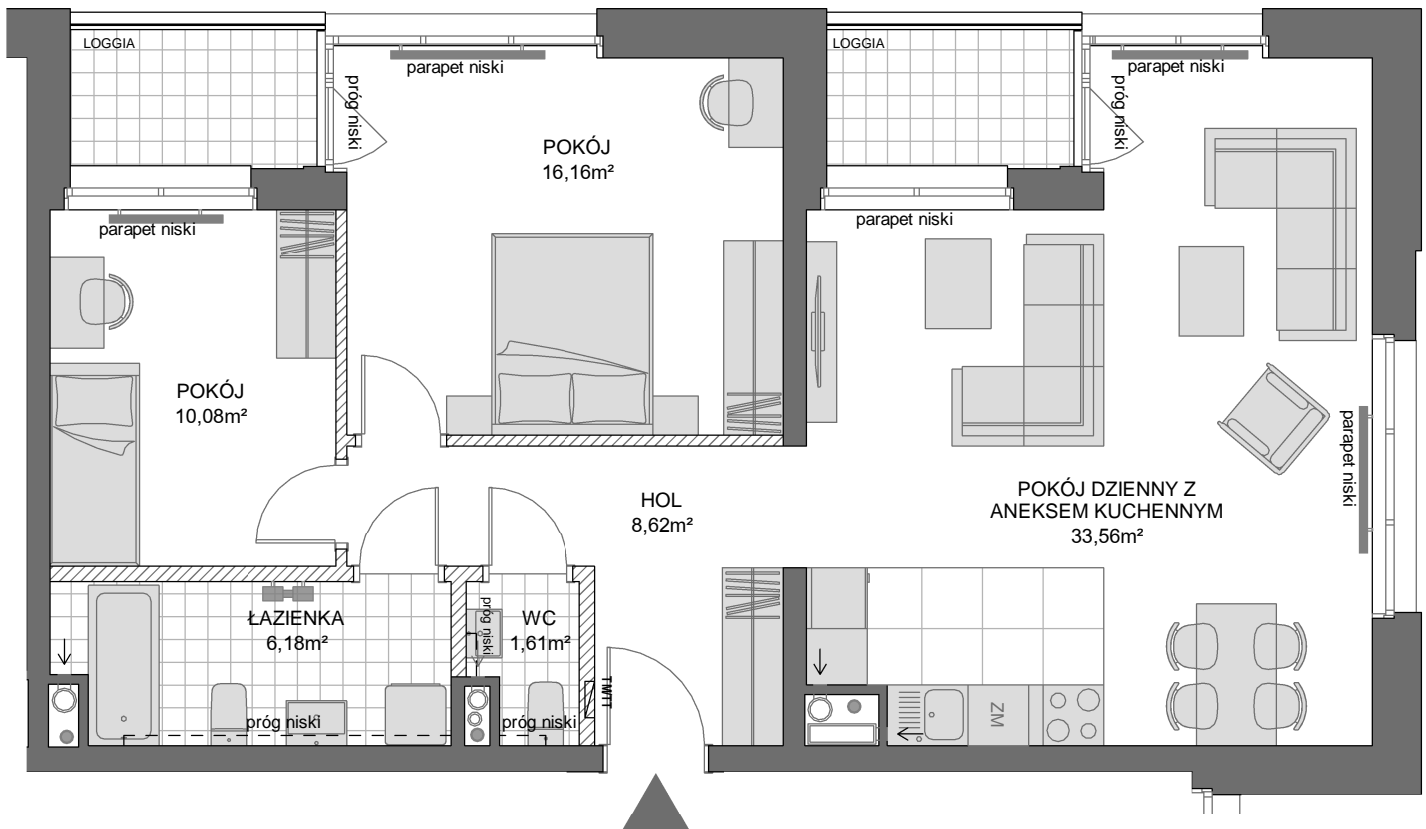 LOGGIA
parapet niski
próg niski
LOGGIA
parapet niski
próg niski
POKÓJ
16,16m²
parapet niski
parapet niski
POKÓJ
10,08m²
parapet niski
HOL
8,62m²
POKÓJ DZIENNY Z
ANEKSEM KUCHENNYM
33,56m²
ŁAZIENKA
6,18m²
próg niski
WC
1,61m²
TM/TT
próg niski
próg niski
ZM